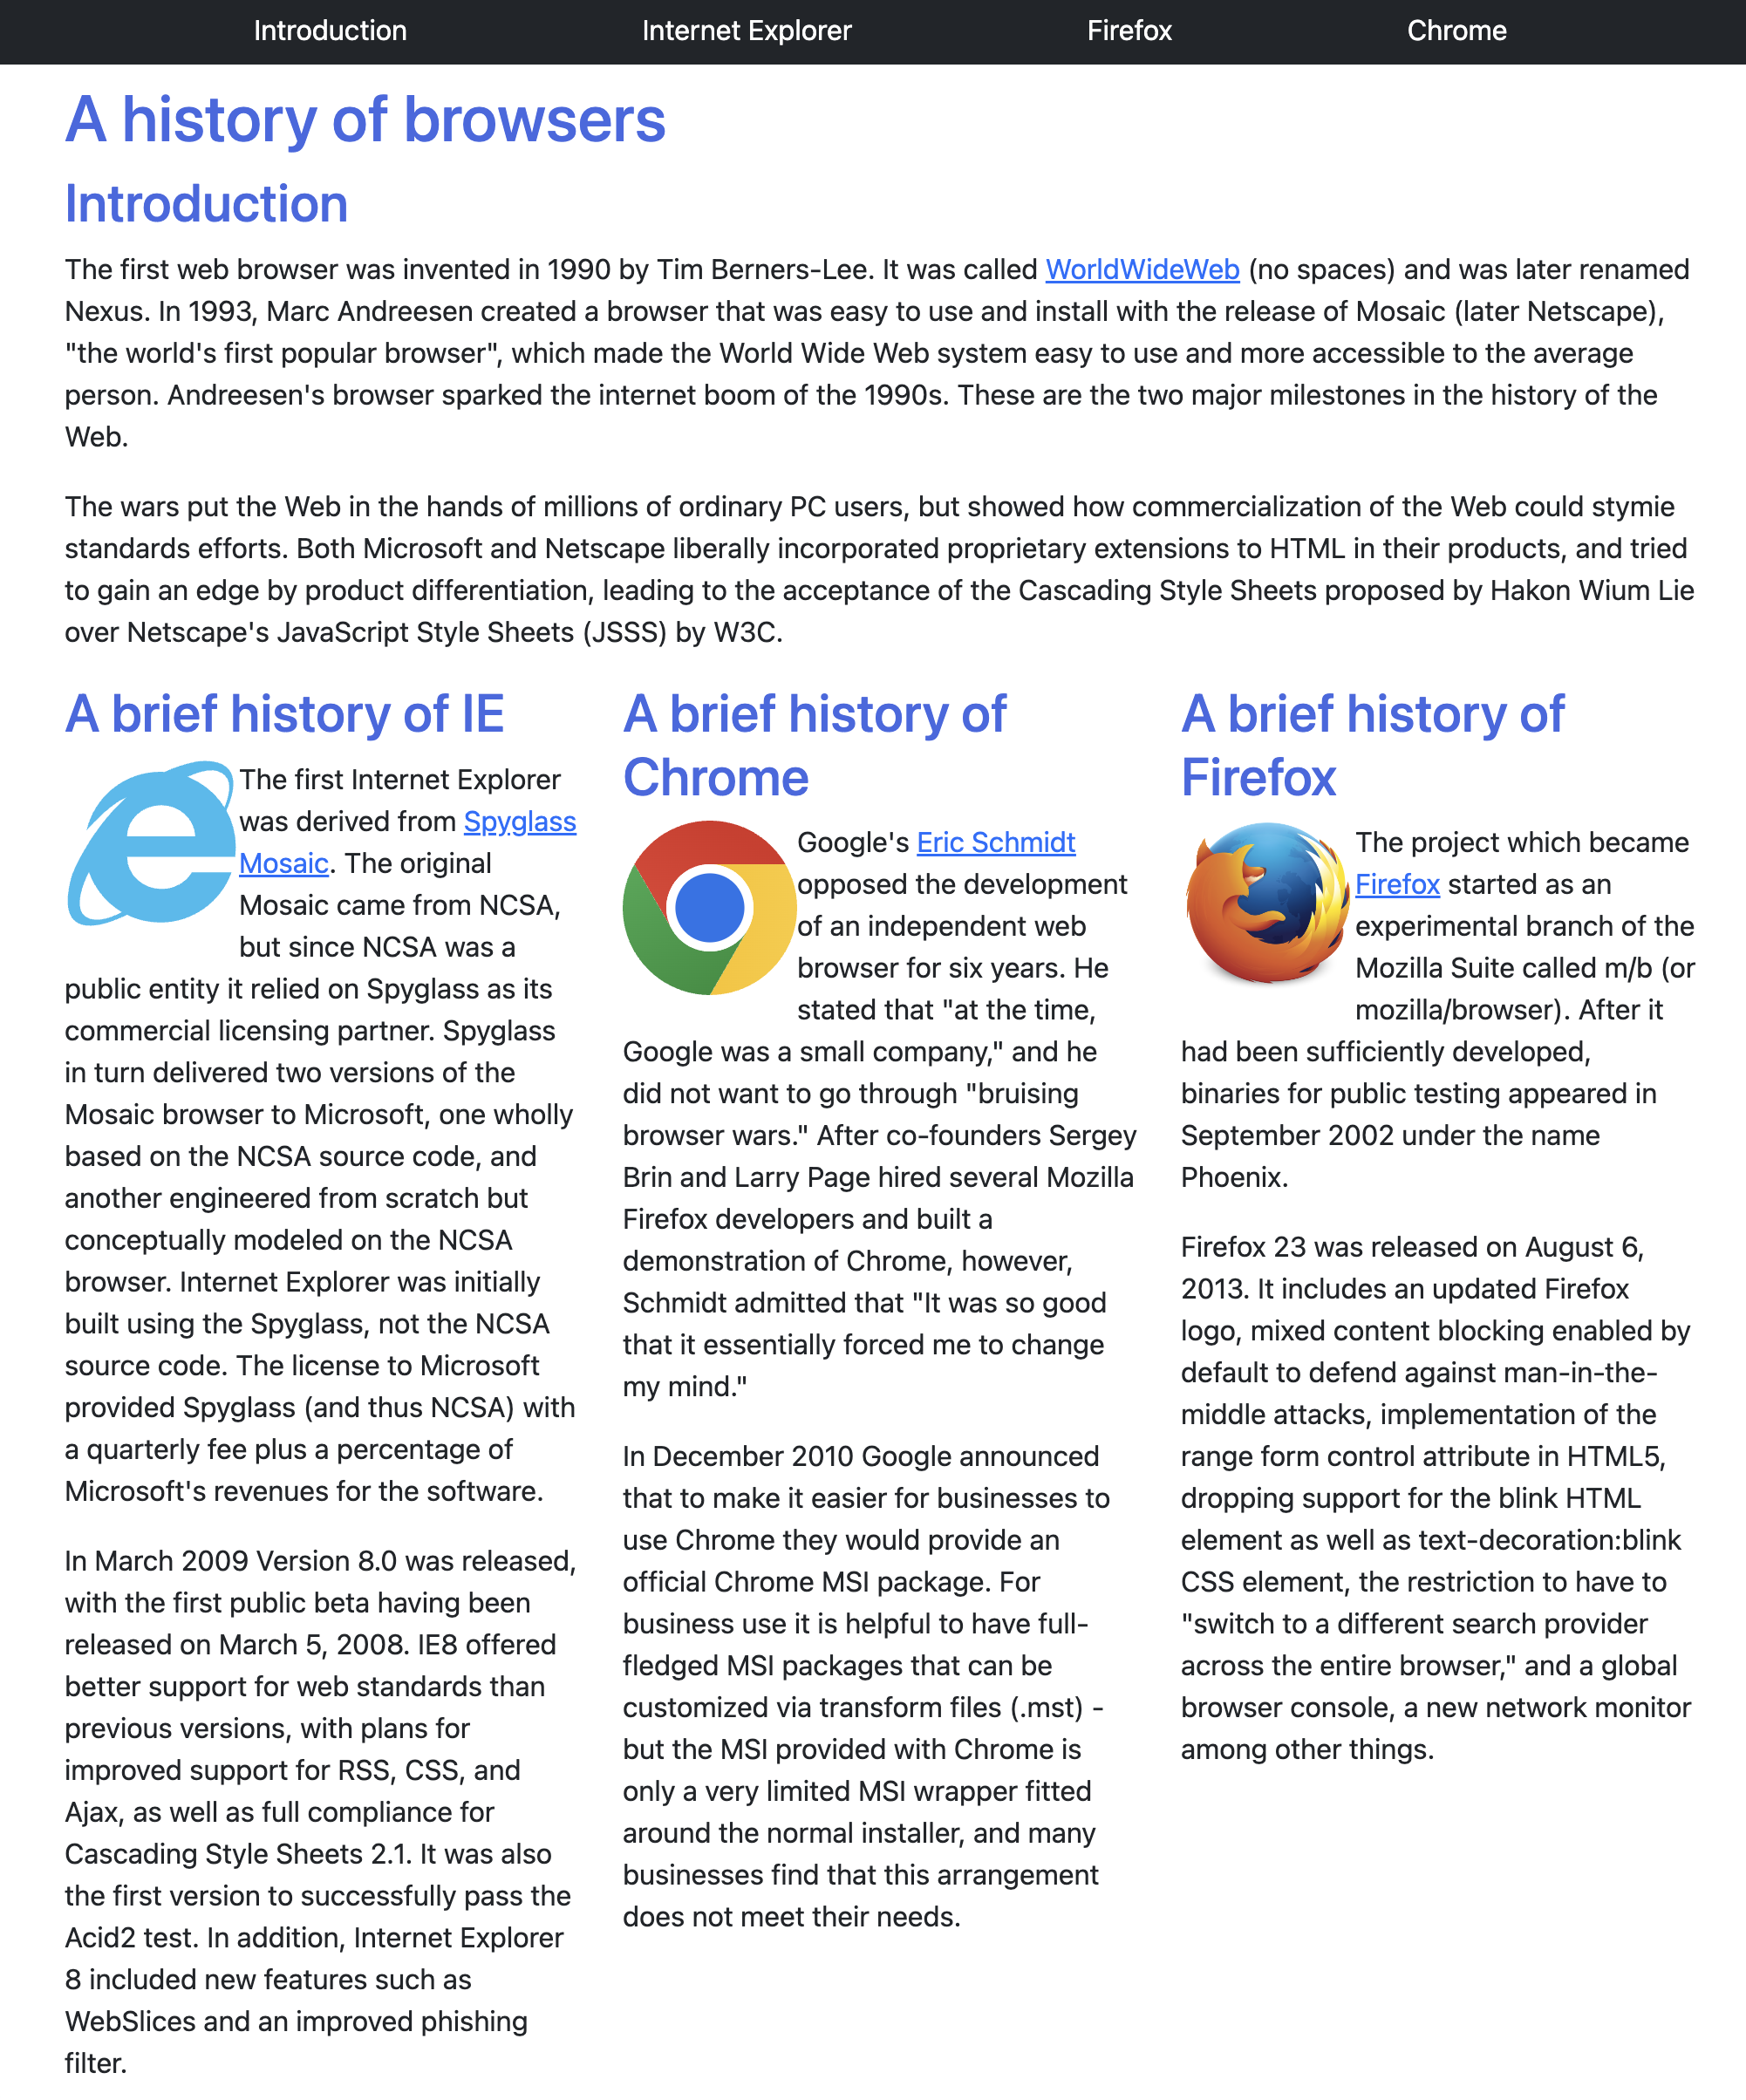 Introduction Internet Explorer Firefox Chrome
A history of browsers
Introduction
The first web browser was invented in 1990 by Tim Berners-Lee. It was called WorldWideWeb (no spaces) and was later renamed
Nexus. In 1993, Marc Andreesen created a browser that was easy to use and install with the release of Mosaic (later Netscape),
"the world's first popular browser", which made the World Wide Web system easy to use and more accessible to the average
person. Andreesen's browser sparked the internet boom of the 1990s. These are the two major milestones in the history of the
Web.
The wars put the Web in the hands of millions of ordinary PC users, but showed how commercialization of the Web could stymie
standards efforts. Both Microsoft and Netscape liberally incorporated proprietary extensions to HTML in their products, and tried
to gain an edge by product differentiation, leading to the acceptance of the Cascading Style Sheets proposed by Hakon Wium Lie
over Netscape's JavaScript Style Sheets (JSSS) by W3C.
A brief history of IE
The first Internet Explorer
was derived from Spyglass
Mosaic. The original
Mosaic came from NCSA,
but since NCSA was a
public entity it relied on Spyglass as its
commercial licensing partner. Spyglass
in turn delivered two versions of the
Mosaic browser to Microsoft, one wholly
based on the NCSA source code, and
another engineered from scratch but
conceptually modeled on the NCSA
browser. Internet Explorer was initially
built using the Spyglass, not the NCSA
source code. The license to Microsoft
provided Spyglass (and thus NCSA) with
a quarterly fee plus a percentage of
Microsoft's revenues for the software.
In March 2009 Version 8.0 was released,
with the first public beta having been
released on March 5, 2008. IE8 offered
better support for web standards than
previous versions, with plans for
improved support for RSS, CSS, and
Ajax, as well as full compliance for
Cascading Style Sheets 2.1. It was also
the first version to successfully pass the
Acid2 test. In addition, Internet Explorer
8 included new features such as
WebSlices and an improved phishing
filter.
A brief history of
Chrome
Google's Eric Schmidt
opposed the development
of an independent web
browser for six years. He
stated that "at the time,
Google was a small company," and he
did not want to go through "bruising
browser wars." After co-founders Sergey
Brin and Larry Page hired several Mozilla
Firefox developers and built a
demonstration of Chrome, however,
Schmidt admitted that "It was so good
that it essentially forced me to change
my mind."
In December 2010 Google announced
that to make it easier for businesses to
use Chrome they would provide an
official Chrome MSI package. For
business use it is helpful to have full-
fledged MSI packages that can be
customized via transform files (.mst) -
but the MSI provided with Chrome is
only a very limited MSI wrapper fitted
around the normal installer, and many
businesses find that this arrangement
does not meet their needs.
A brief history of
Firefox
The project which became
Firefox started as an
experimental branch of the
Mozilla Suite called m/b (or
mozilla/browser). After it
had been sufficiently developed,
binaries for public testing appeared in
September 2002 under the name
Phoenix.
Firefox 23 was released on August 6,
2013. It includes an updated Firefox
logo, mixed content blocking enabled by
default to defend against man-in-the-
middle attacks, implementation of the
range form control attribute in HTML5,
dropping support for the blink HTML
element as well as text-decoration:blink
CSS element, the restriction to have to
"switch to a different search provider
across the entire browser," and a global
browser console, a new network monitor
among other things.